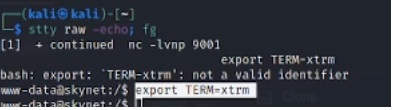 ┌──(kali㉿kali)-[~]
└─$ stty raw -echo; fg
[1]  + continued  nc -lvnp 9001
export TERM=xtrm
bash: export: `TERM-xtrm': not a valid identifier
www-data@skynet:/$ export TERM=xtrm
www-data@skynet:/$